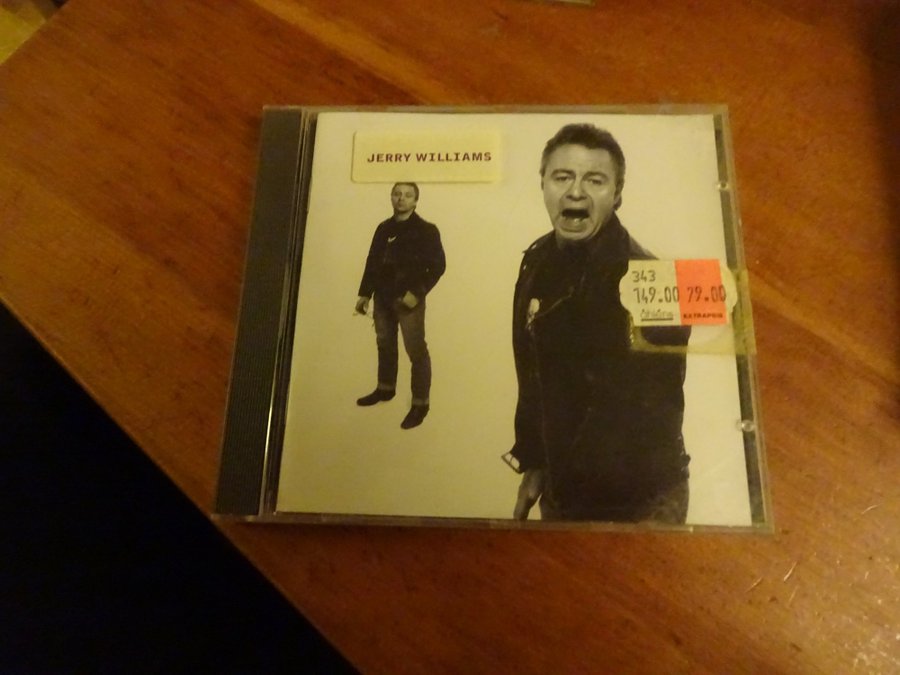 JERRY WILLIAMS
343
149.00 79.00
Åhléns EXTRAPRIS